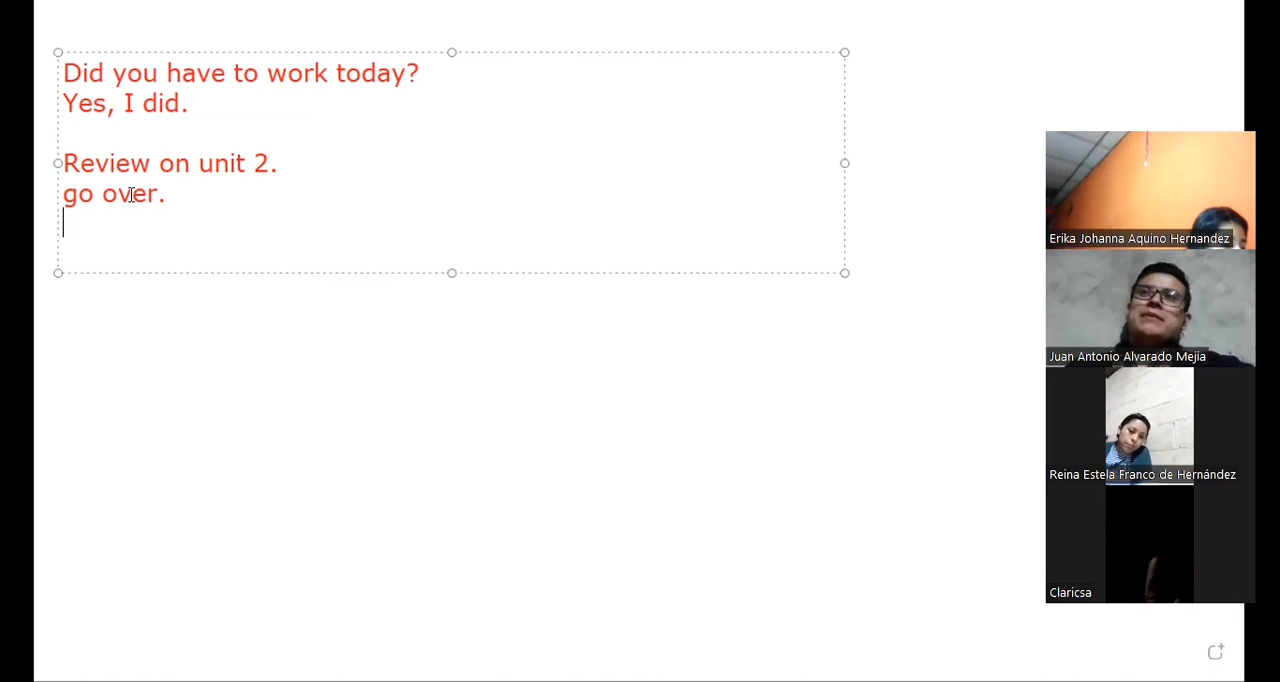 Did you have to work today?
Yes, I did.
Review on unit 2.
go over.
Erika Johanna Aquino Hernandez
Juan Antonio Alvarado Mejia
Reina Estela Franco de Hernández
Claricsa